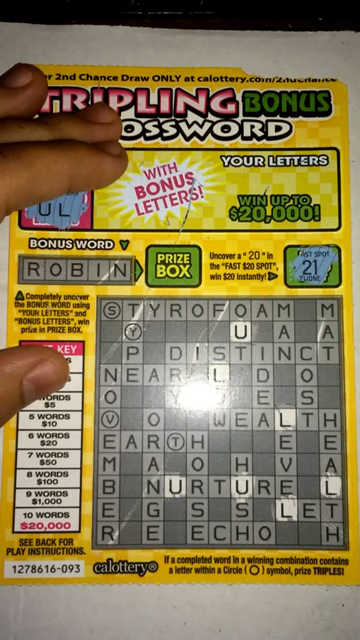 r 2nd Chance Draw ONLY at calottery.com/2ndChance
TRIPLING BONUS
OSSWORD
YOUR LETTERS
WITH
BONUS
LETTERS!
U L
WIN UP TO
$20,000!
BONUS WORD
ROBIN
PRIZE
BOX
Uncover a "20" in
the "FAST $20 SPOT",
win $20 instantly!
FAST SPOT
21
Completely uncover
the BONUS WORD using
"YOUR LETTERS" and
"BONUS LETTERS", win
prize in PRIZE BOX.
KEY
WORDS
$5
5 WORDS
$10
6 WORDS
$20
7 WORDS
$50
8 WORDS
$100
9 WORDS
$1,000
10 WORDS
$20,000
STYROFOAM M
Y U A A
P DISTINCT
NEAR L D O
O Y E S
V O WEALTH
EARTH E E
M A O H V A
B NURTURE L
E G S S LET
R E ECHO H
SEE BACK FOR
PLAY INSTRUCTIONS.
1278616-093
calottery
If a completed word in a winning combination
contains a letter within a Circle (O) symbol, prize TRIPLES!